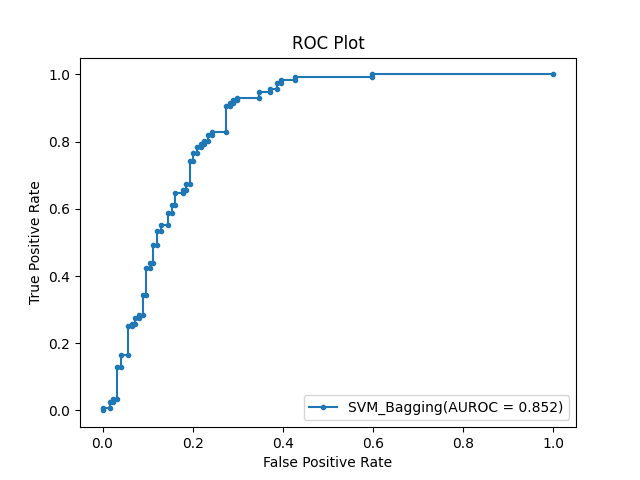 ROC Plot
True Positive Rate
1.0
0.8
0.6
0.4
0.2
0.0
SVM_Bagging(AUROC = 0.852)
0.0 0.2 0.4 0.6 0.8 1.0
False Positive Rate